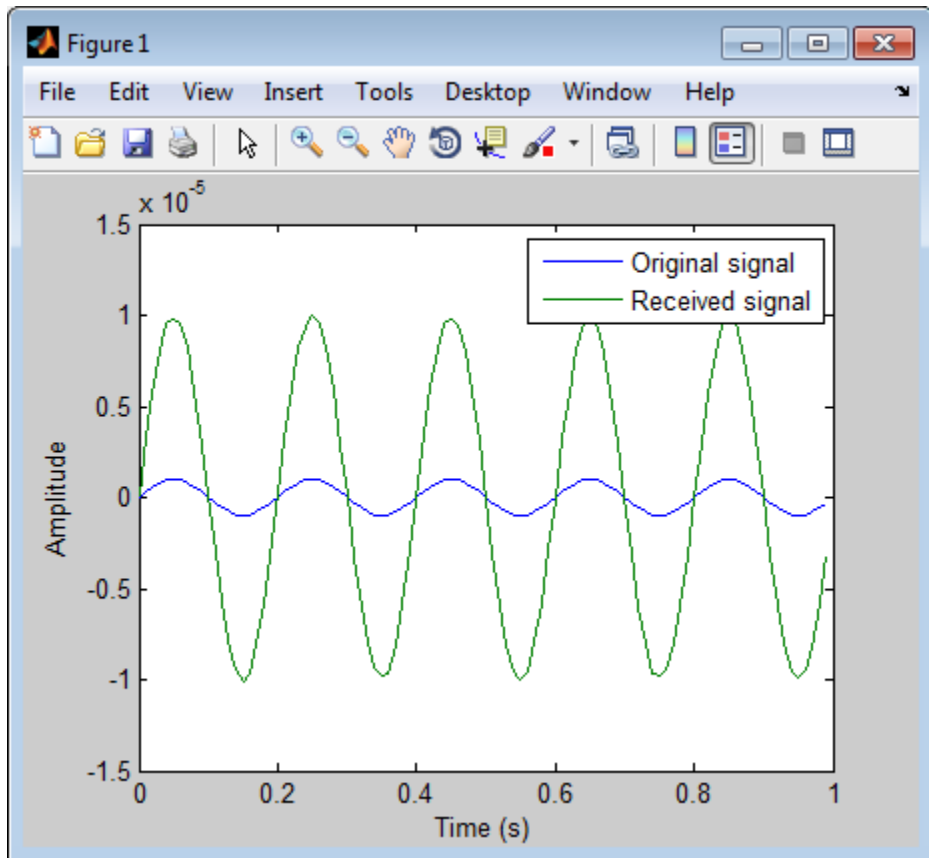 Figure 1
File Edit View Insert Tools Desktop Window Help
x 10^-5
1.5
Original signal
Received signal
1
0.5
0
-0.5
-1
-1.5
Amplitude
0 0.2 0.4 0.6 0.8 1
Time (s)